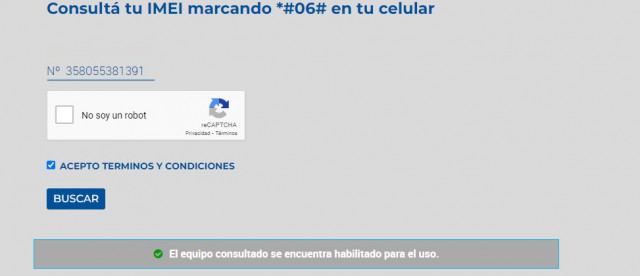 Consultá tu IMEI marcando *#06# en tu celular
Nº 358055381391
No soy un robot
reCAPTCHA
Privacidad - Términos
ACEPTO TERMINOS Y CONDICIONES
BUSCAR
El equipo consultado se encuentra habilitado para el uso.